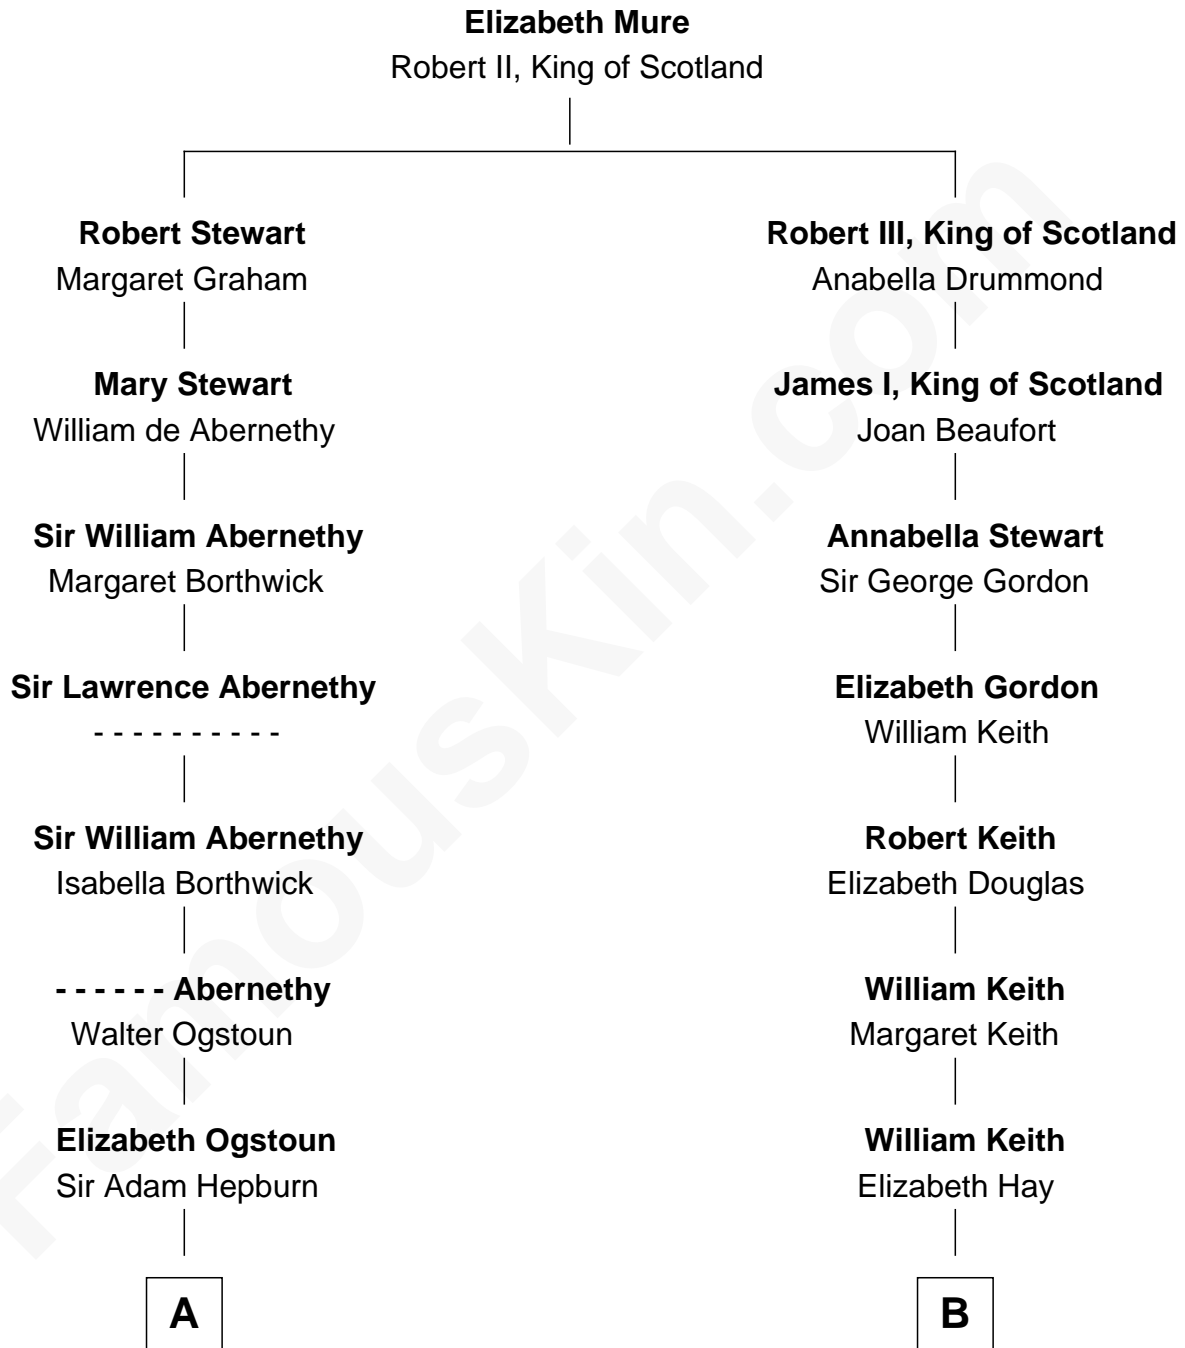 Elizabeth Mure
Robert II, King of Scotland
Robert Stewart
Margaret Graham
Mary Stewart
William de Abernethy
Sir William Abernethy
Margaret Borthwick
Sir Lawrence Abernethy
- - - - - - - - - -
Sir William Abernethy
Isabella Borthwick
- - - - - - Abernethy
Walter Ogstoun
Elizabeth Ogstoun
Sir Adam Hepburn
A
Robert III, King of Scotland
Anabella Drummond
James I, King of Scotland
Joan Beaufort
Annabella Stewart
Sir George Gordon
Elizabeth Gordon
William Keith
Robert Keith
Elizabeth Douglas
William Keith
Margaret Keith
William Keith
Elizabeth Hay
B
FamousKin.com